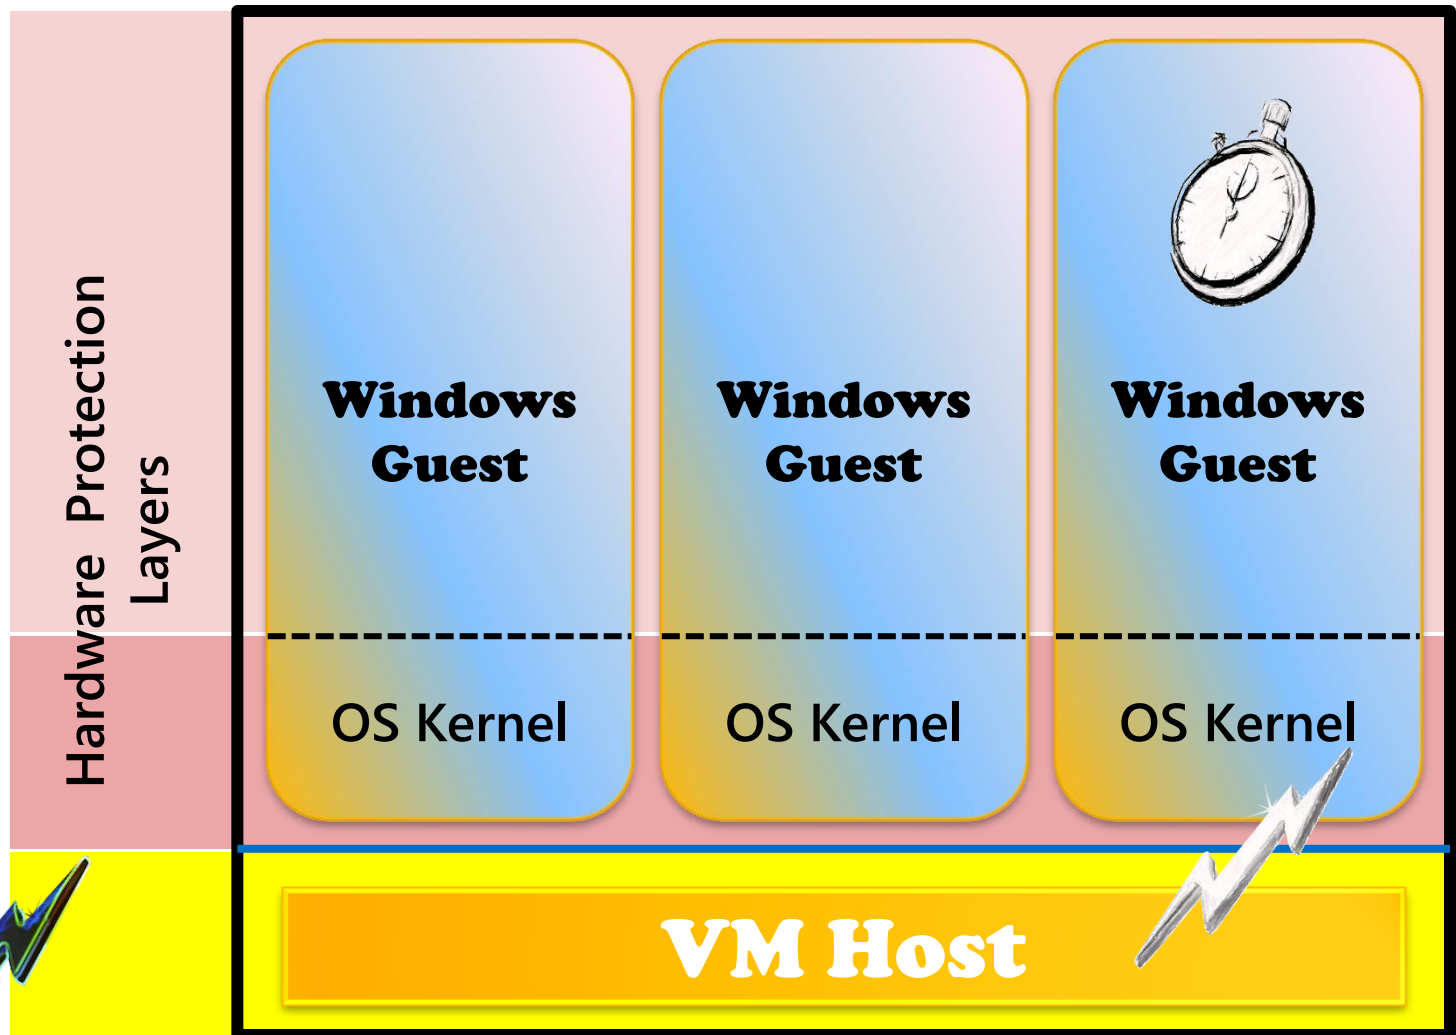 Hardware Protection
Layers
Windows
Guest
Windows
Guest
Windows
Guest
OS Kernel
OS Kernel
OS Kernel
VM Host